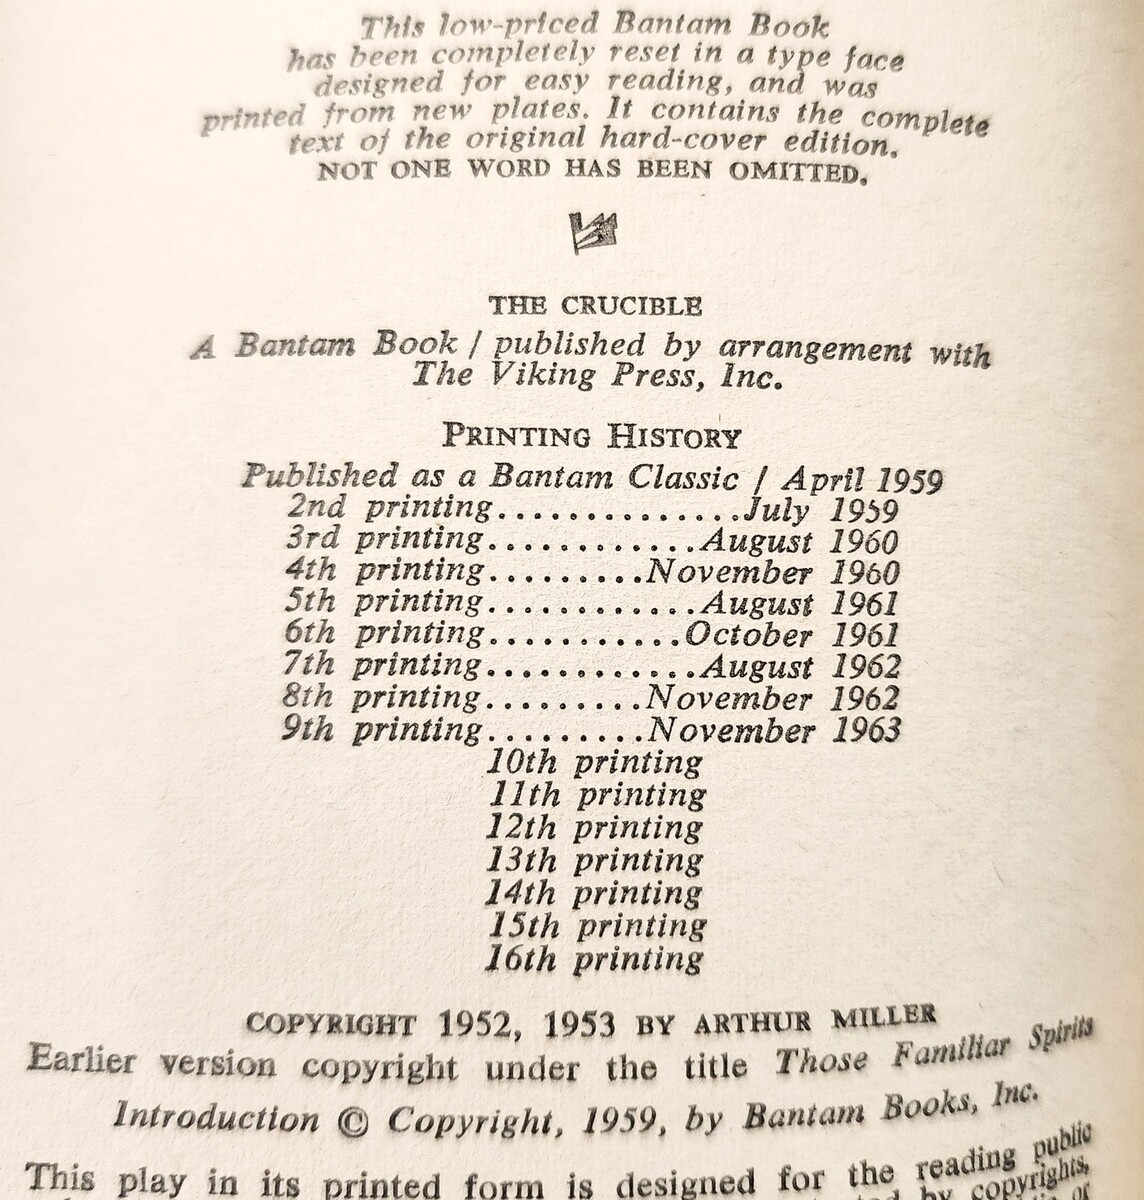 This low-priced Bantam Book
has been completely reset in a type face
designed for easy reading, and was
printed from new plates. It contains the complete
text of the original hard-cover edition.
NOT ONE WORD HAS BEEN OMITTED.
THE CRUCIBLE
A Bantam Book / published by arrangement with
The Viking Press, Inc.
PRINTING HISTORY
Published as a Bantam Classic / April 1959
2nd printing..............July 1959
3rd printing............August 1960
4th printing.........November 1960
5th printing............August 1961
6th printing...........October 1961
7th printing............August 1962
8th printing.........November 1962
9th printing.........November 1963
10th printing
11th printing
12th printing
13th printing
14th printing
15th printing
16th printing
COPYRIGHT 1952, 1953 BY ARTHUR MILLER
Earlier version copyright under the title Those Familiar Spirits
Introduction © Copyright, 1959, by Bantam Books, Inc.
This play in its printed form is designed for the reading public
by copyrights,
or